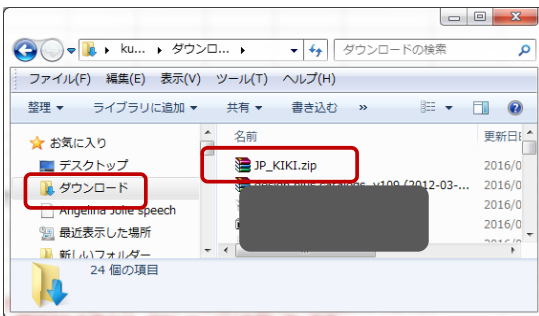 ku... ダウンロ... ダウンロードの検索
ファイル(F) 編集(E) 表示(V) ツール(T) ヘルプ(H)
整理 ライブラリに追加 共有 書き込む »
お気に入り
デスクトップ
ダウンロード
Angelina Jolie speech
最近表示した場所
新しいフォルダー
名前 更新日
JP_KIKI.zip 2016/0
v109 (2012-03-... 2016/0
2016/0
2016/0
2016/0
24 個の項目